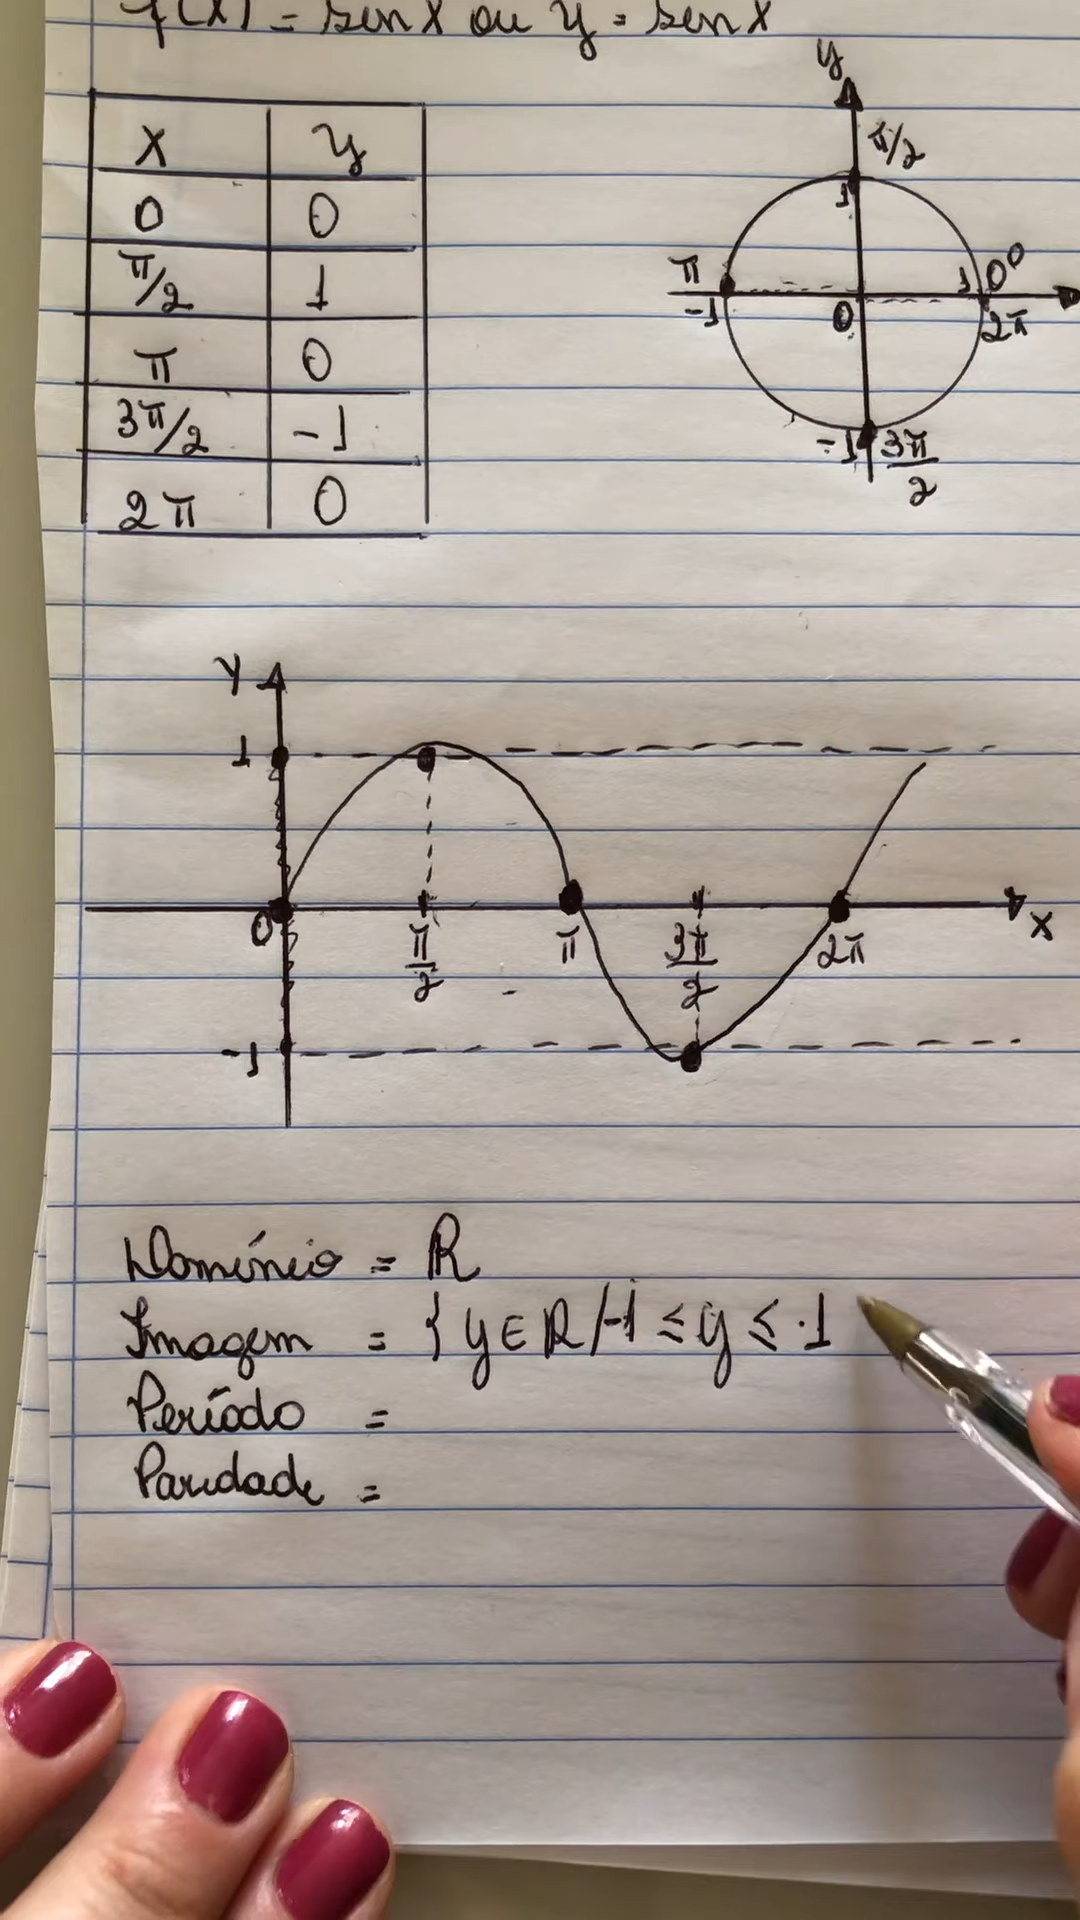 f(x) = sen x ou y = sen x
x y
0 0
π/2 1
π 0
3π/2 -1
2π 0
y
π/2
1
π 1 0º
-1 0 2π
-1 3π/2
y
1
0 π/2 π 3π/2 2π x
-1
Domínio = ℝ
Imagem = { y ∈ ℝ / -1 ≤ y ≤ 1
Período =
Paridade =